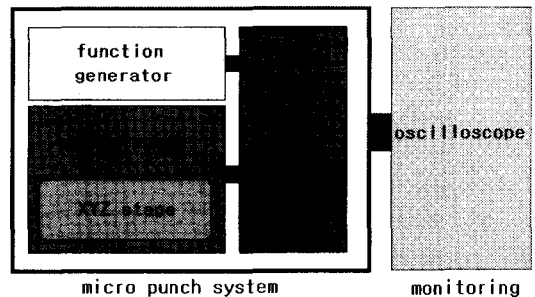 function
generator
oscilloscope
XYZ stage
micro punch system
monitoring